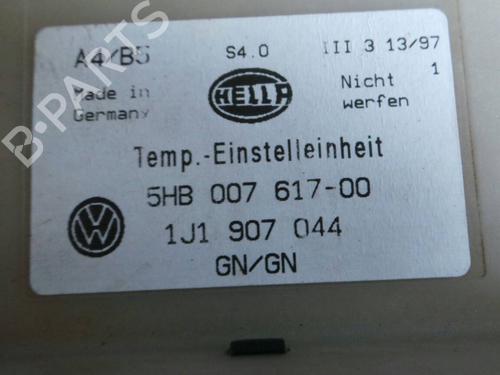 A4/B5 S4.0 III 3 13/97
Made in Germany
HELLA
Nicht werfen 1
Temp.-Einstelleinheit
5HB 007 617-00
VW
1J1 907 044
GN/GN
B-Parts